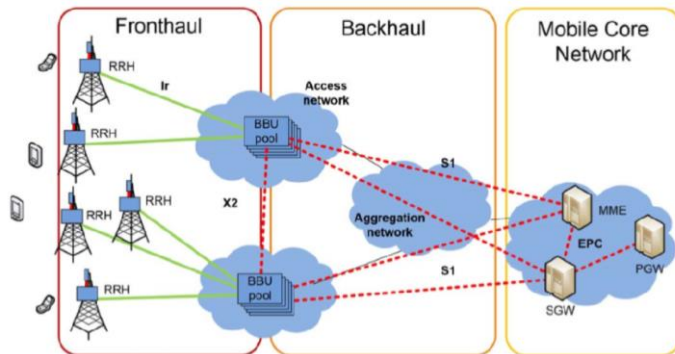 Fronthaul
Backhaul
Mobile Core
Network
RRH
Ir
Access
network
BBU
pool
RRH
S1
X2
RRH
RRH
Aggregation
network
MME
EPC
PGW
BBU
pool
S1
SGW
RRH